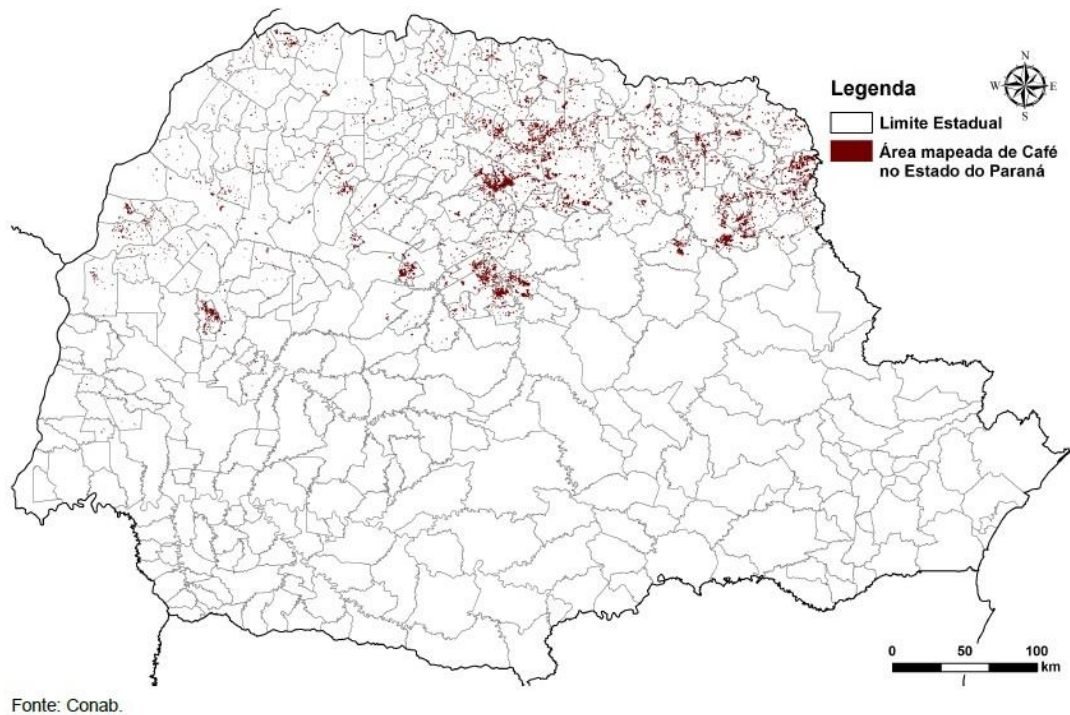 N
W E
S
Legenda
Limite Estadual
Área mapeada de Café
no Estado do Paraná
0 50 100
km
Fonte: Conab.